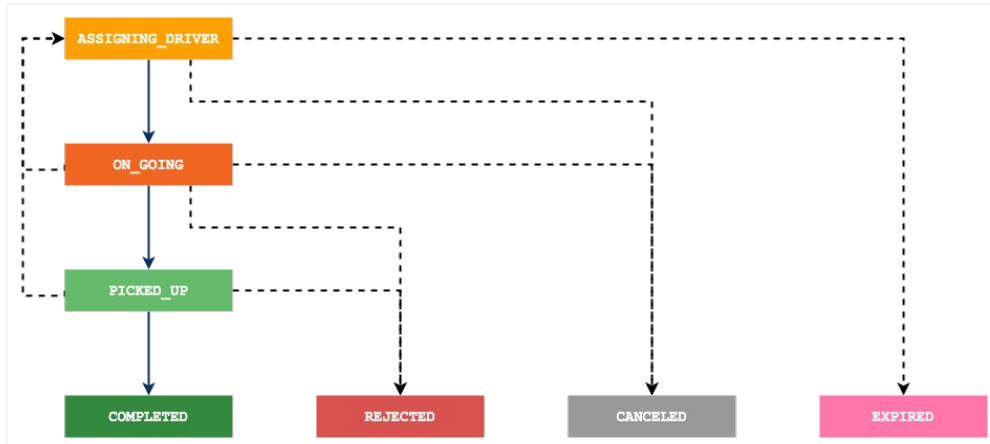 ASSIGNING_DRIVER
ON_GOING
PICKED_UP
COMPLETED
REJECTED
CANCELED
EXPIRED